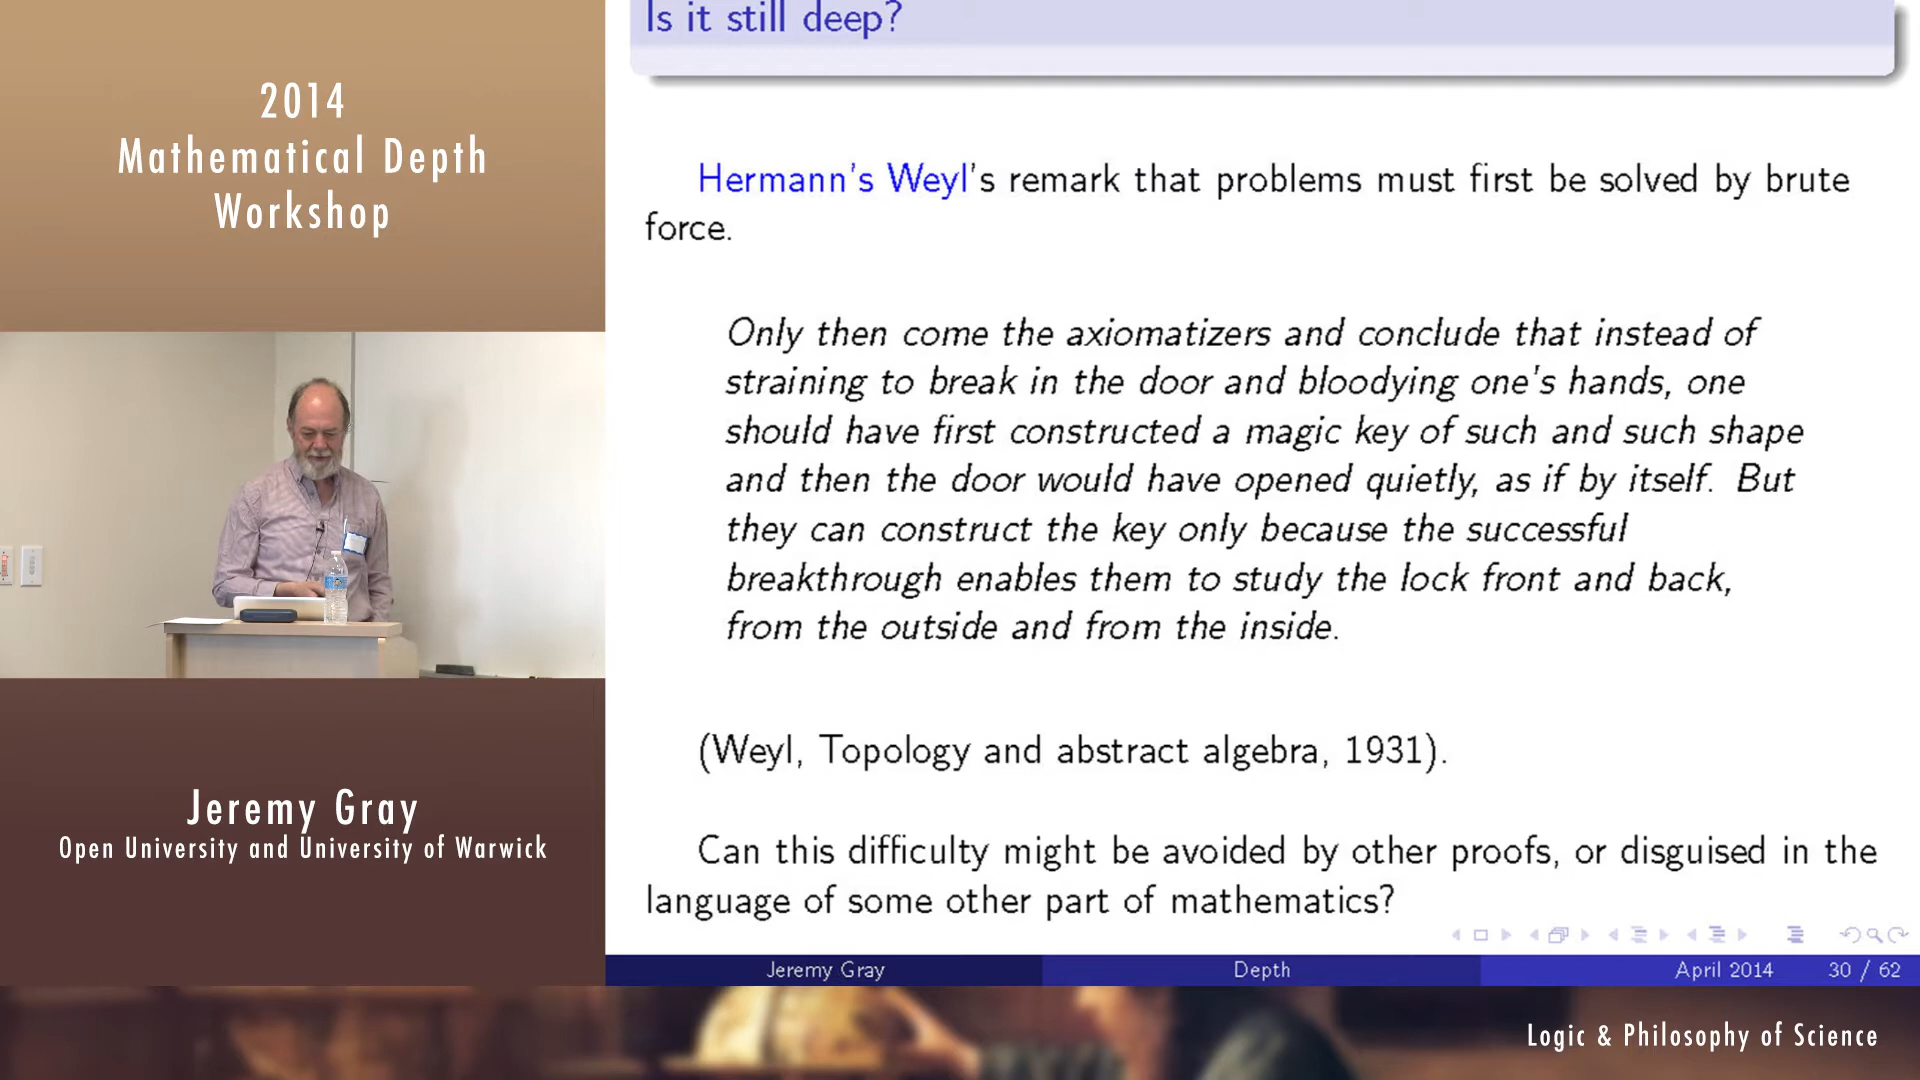 2014
Mathematical Depth
Workshop
Jeremy Gray
Open University and University of Warwick
Is it still deep?
Hermann's Weyl's remark that problems must first be solved by brute
force.
Only then come the axiomatizers and conclude that instead of
straining to break in the door and bloodying one's hands, one
should have first constructed a magic key of such and such shape
and then the door would have opened quietly, as if by itself. But
they can construct the key only because the successful
breakthrough enables them to study the lock front and back,
from the outside and from the inside.
(Weyl, Topology and abstract algebra, 1931).
Can this difficulty might be avoided by other proofs, or disguised in the
language of some other part of mathematics?
Jeremy Gray Depth April 2014 30 / 62
Logic & Philosophy of Science